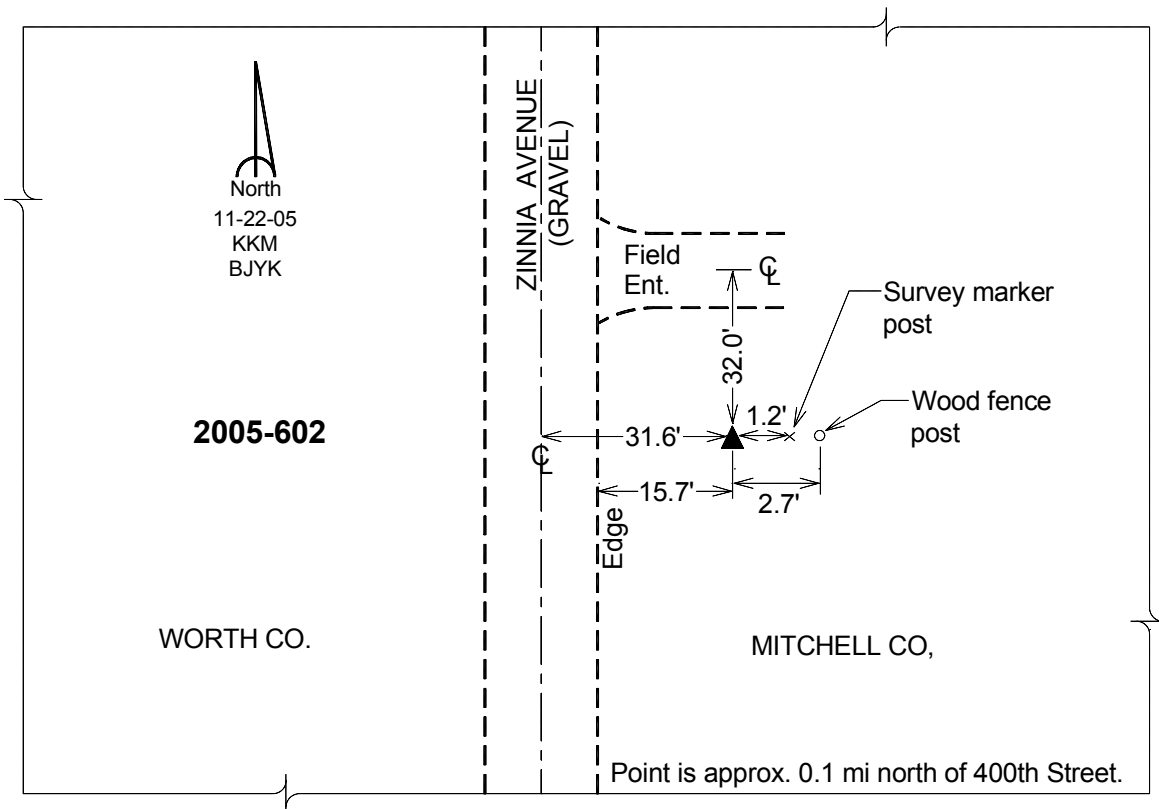 North
11-22-05
KKM
BJYK
ZINNIA AVENUE
(GRAVEL)
Field
Ent.
℄
Survey marker
post
32.0'
2005-602
31.6'
1.2'
Wood fence
post
℄
15.7'
2.7'
Edge
WORTH CO.
MITCHELL CO,
Point is approx. 0.1 mi north of 400th Street.